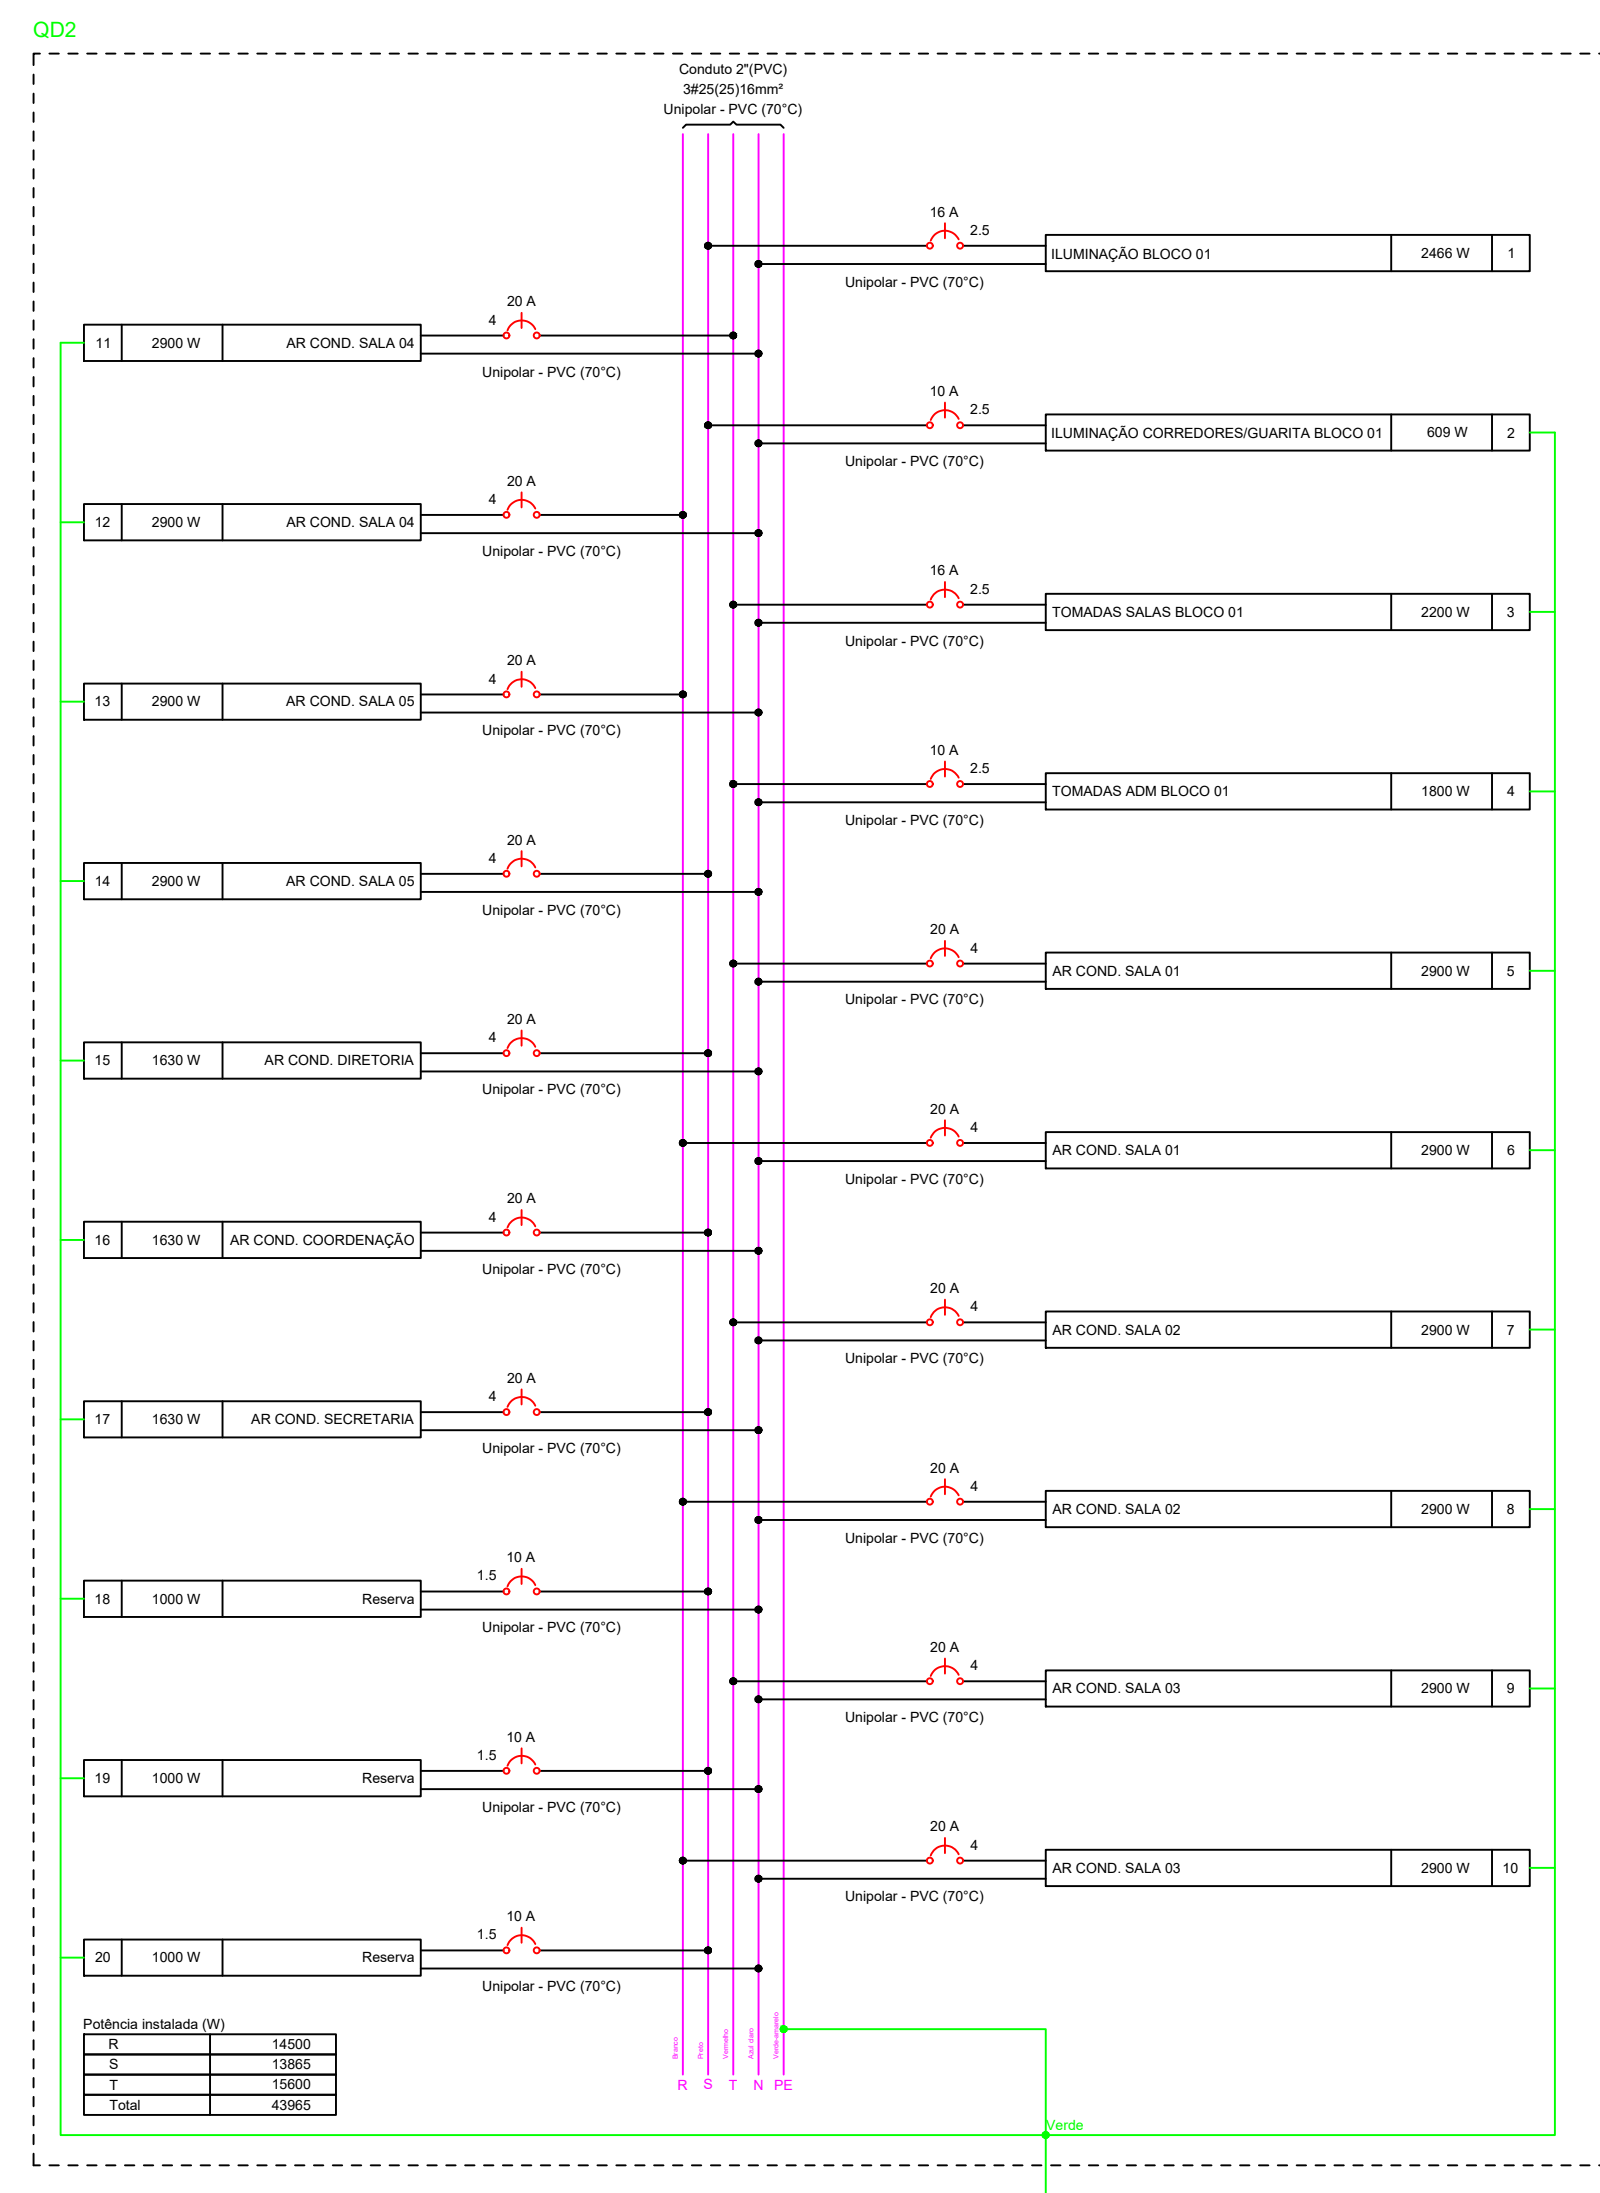 QD2
Conduto 2"(PVC)
3#25(25)16mm²
Unipolar - PVC (70°C)
16 A
2.5
ILUMINAÇÃO BLOCO 01 2466 W 1
Unipolar - PVC (70°C)
20 A
4
11 2900 W AR COND. SALA 04
Unipolar - PVC (70°C)
10 A
2.5
ILUMINAÇÃO CORREDORES/GUARITA BLOCO 01 609 W 2
Unipolar - PVC (70°C)
20 A
4
12 2900 W AR COND. SALA 04
Unipolar - PVC (70°C)
16 A
2.5
TOMADAS SALAS BLOCO 01 2200 W 3
Unipolar - PVC (70°C)
20 A
4
13 2900 W AR COND. SALA 05
Unipolar - PVC (70°C)
10 A
2.5
TOMADAS ADM BLOCO 01 1800 W 4
Unipolar - PVC (70°C)
20 A
4
14 2900 W AR COND. SALA 05
Unipolar - PVC (70°C)
20 A
4
AR COND. SALA 01 2900 W 5
Unipolar - PVC (70°C)
20 A
4
15 1630 W AR COND. DIRETORIA
Unipolar - PVC (70°C)
20 A
4
AR COND. SALA 01 2900 W 6
Unipolar - PVC (70°C)
20 A
4
16 1630 W AR COND. COORDENAÇÃO
Unipolar - PVC (70°C)
20 A
4
AR COND. SALA 02 2900 W 7
Unipolar - PVC (70°C)
20 A
4
17 1630 W AR COND. SECRETARIA
Unipolar - PVC (70°C)
20 A
4
AR COND. SALA 02 2900 W 8
Unipolar - PVC (70°C)
10 A
1.5
18 1000 W Reserva
Unipolar - PVC (70°C)
20 A
4
AR COND. SALA 03 2900 W 9
Unipolar - PVC (70°C)
10 A
1.5
19 1000 W Reserva
Unipolar - PVC (70°C)
20 A
4
AR COND. SALA 03 2900 W 10
Unipolar - PVC (70°C)
10 A
1.5
20 1000 W Reserva
Unipolar - PVC (70°C)
Potência instalada (W)
R 14500
S 13865
T 15600
Total 43965
Branco
Preto
Vermelho
Azul claro
Verde-amarelo
R S T N PE
Verde